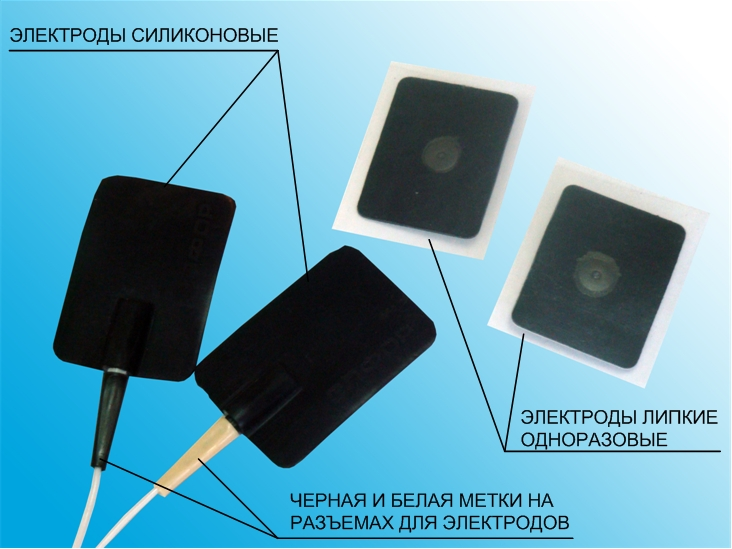 ЭЛЕКТРОДЫ СИЛИКОНОВЫЕ
ЭЛЕКТРОДЫ ЛИПКИЕ
ОДНОРАЗОВЫЕ
ЧЕРНАЯ И БЕЛАЯ МЕТКИ НА
РАЗЪЕМАХ ДЛЯ ЭЛЕКТРОДОВ